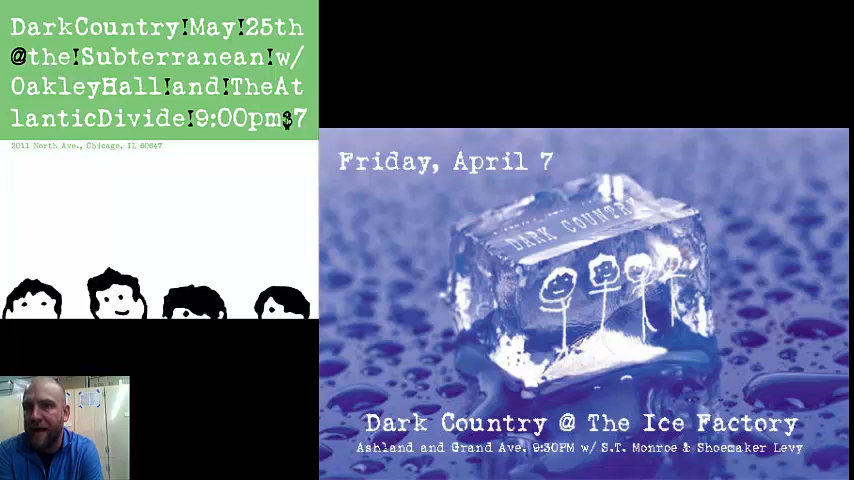 DarkCountry!May!25th
@the!Subterranean!w/
OakleyHall!and!TheAt
lanticDivide!9:00pm$7
2011 North Ave., Chicago, IL 60647
Friday, April 7
DARK COUNTRY
Dark Country @ The Ice Factory
Ashland and Grand Ave. 9:30PM w/ S.T. Monroe & Shoemaker Levy